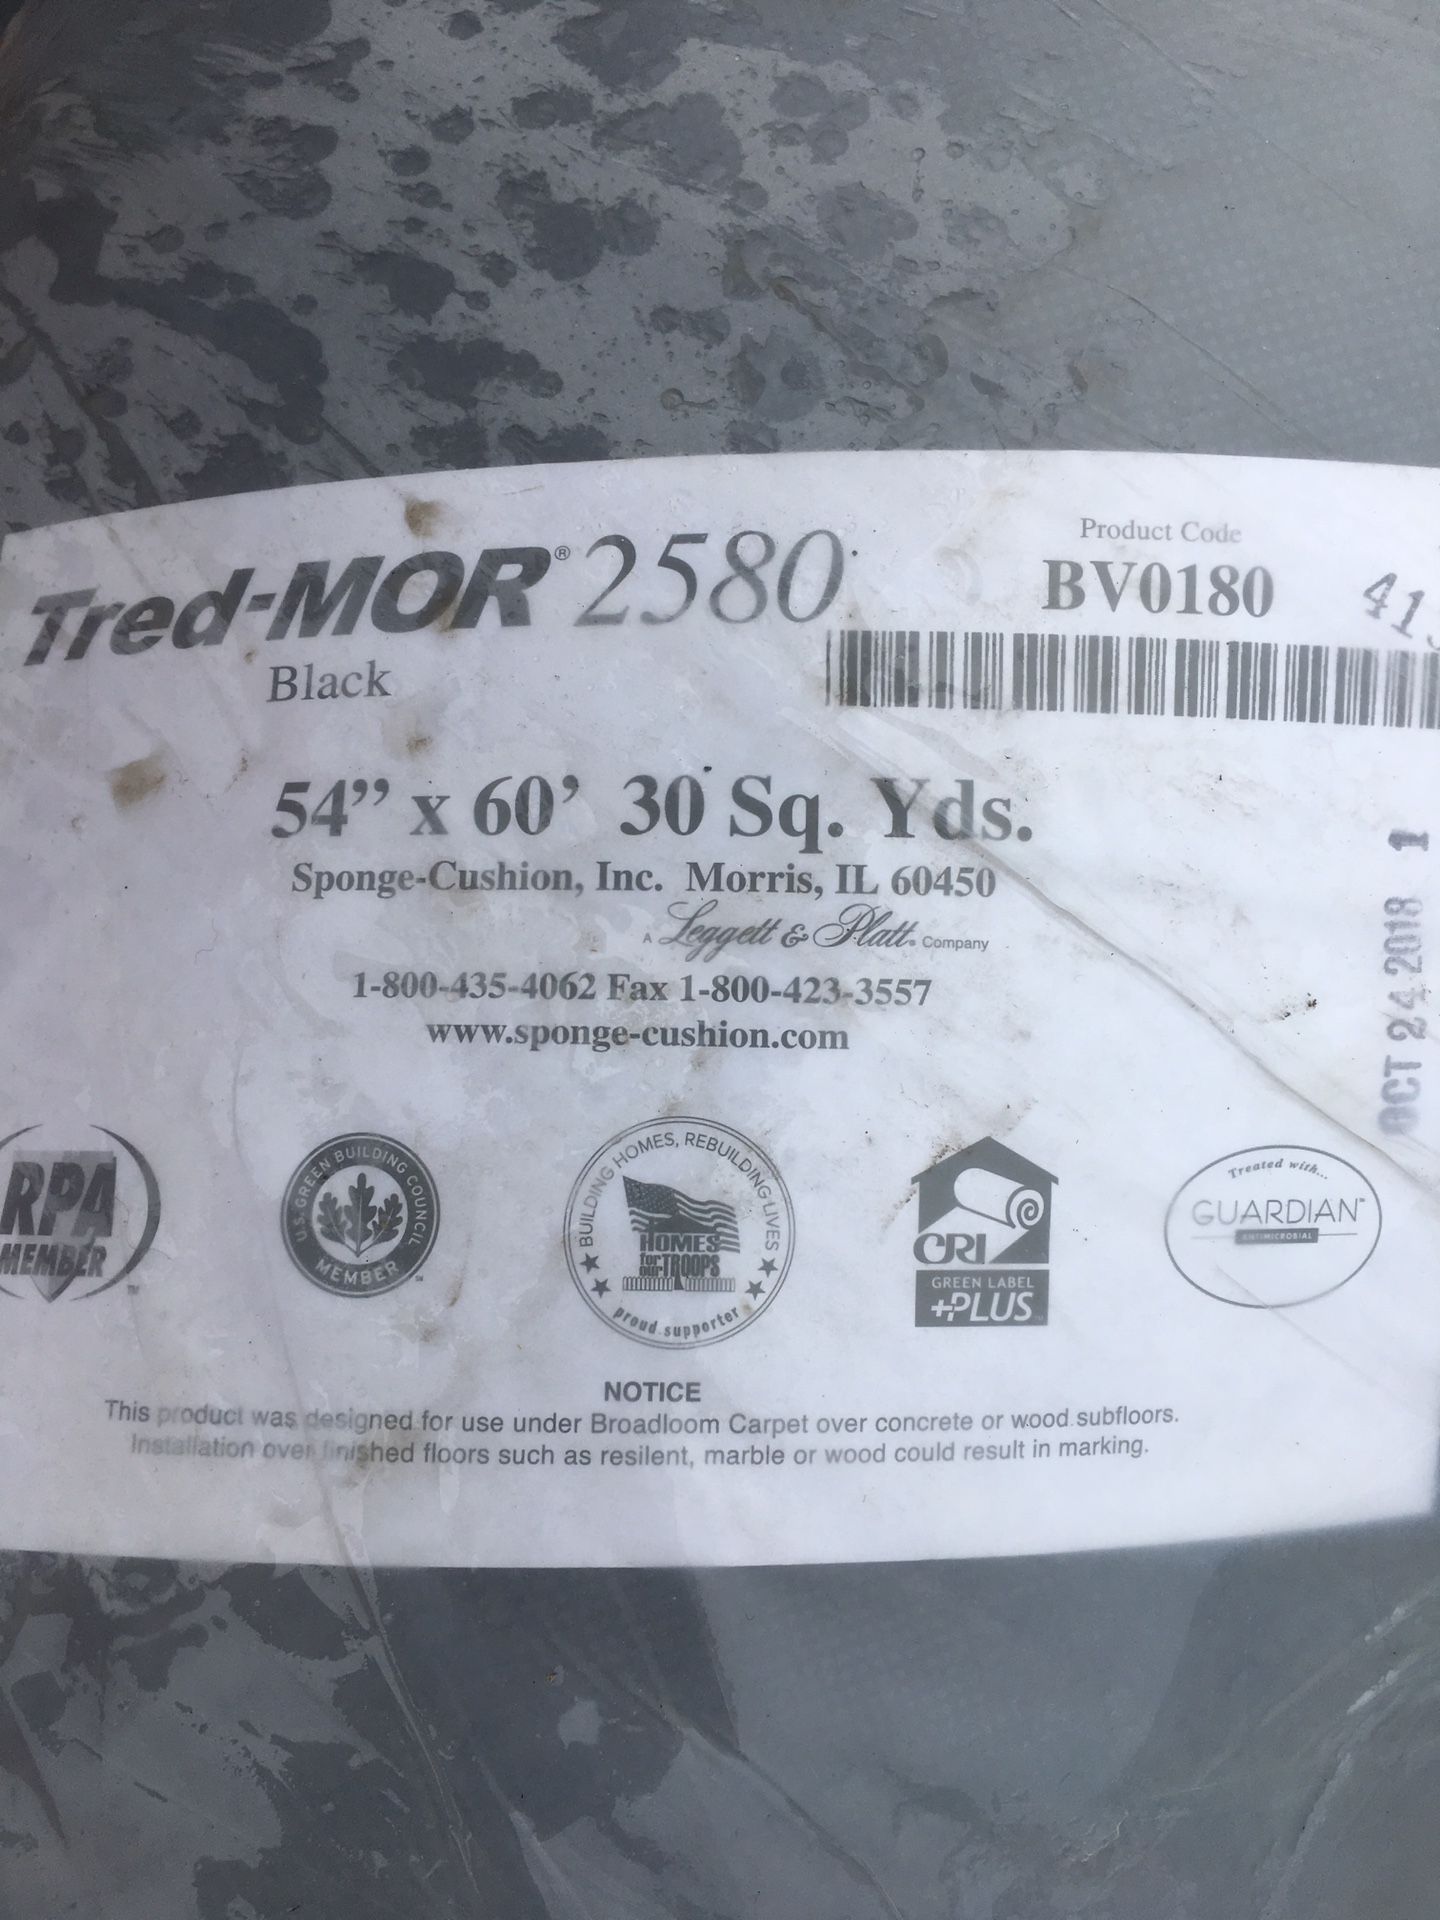 Tred-MOR® 2580
Black
Product Code
BV0180
54” x 60’ 30 Sq. Yds.
Sponge-Cushion, Inc. Morris, IL 60450
A Leggett & Platt. Company
1-800-435-4062 Fax 1-800-423-3557
www.sponge-cushion.com
OCT 24 2018 1
RPA
MEMBER™
U.S. GREEN BUILDING COUNCIL
MEMBER
BUILDING HOMES, REBUILDING LIVES
HOMES
for
our TROOPS
proud supporter
CRI
GREEN LABEL
+PLUS
Treated with...
GUARDIAN™
ANTIMICROBIAL
NOTICE
This product was designed for use under Broadloom Carpet over concrete or wood subfloors.
Installation over finished floors such as resilent, marble or wood could result in marking.